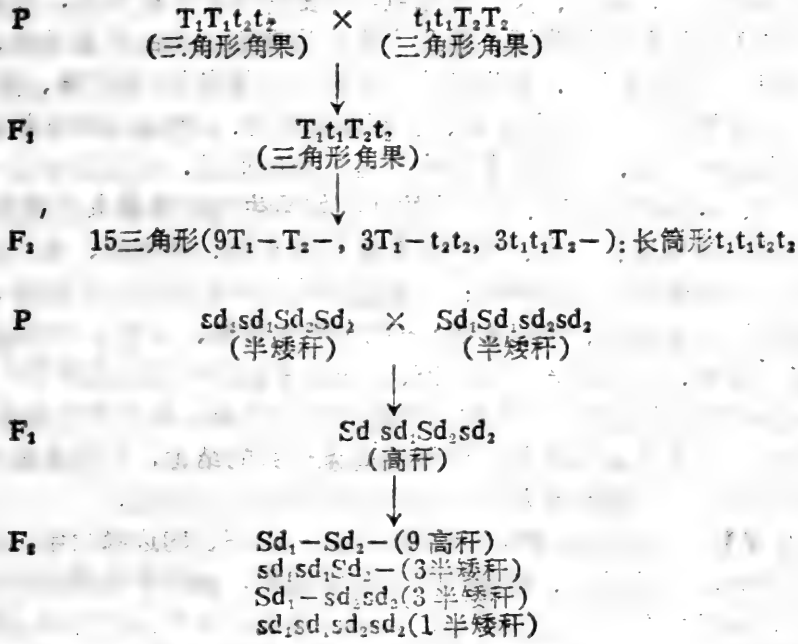 P T₁T₁t₂t₂ × t₁t₁T₂T₂
(三角形角果) (三角形角果)
F₁ T₁t₁T₂t₂
(三角形角果)
F₂ 15三角形(9T₁-T₂-, 3T₁-t₂t₂, 3t₁t₁T₂-):长筒形t₁t₁t₂t₂
P sd₁sd₁Sd₂Sd₂ × Sd₁Sd₁sd₂sd₂
(半矮秆) (半矮秆)
F₁ Sd₁sd₁Sd₂sd₂
(高秆)
F₂ Sd₁-Sd₂-(9高秆)
sd₁sd₁Sd₂-(3半矮秆)
Sd₁-sd₂sd₂(3半矮秆)
sd₁sd₁sd₂sd₂(1半矮秆)